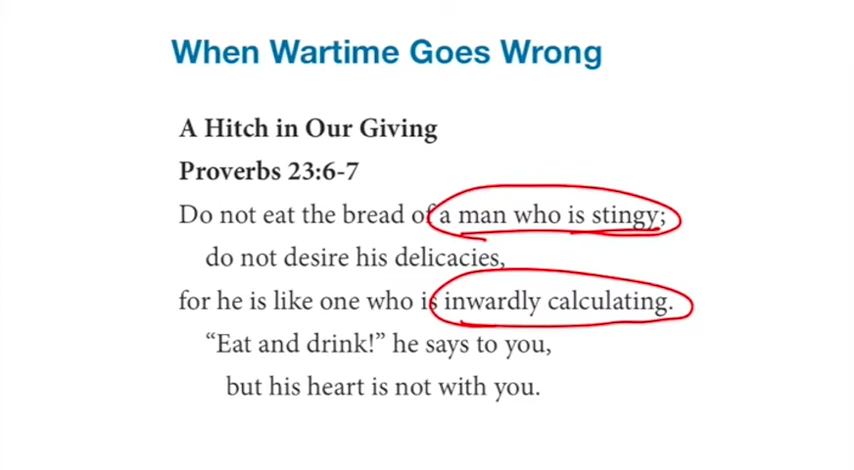 When Wartime Goes Wrong
A Hitch in Our Giving
Proverbs 23:6-7
Do not eat the bread of a man who is stingy;
do not desire his delicacies,
for he is like one who is inwardly calculating.
“Eat and drink!” he says to you,
but his heart is not with you.